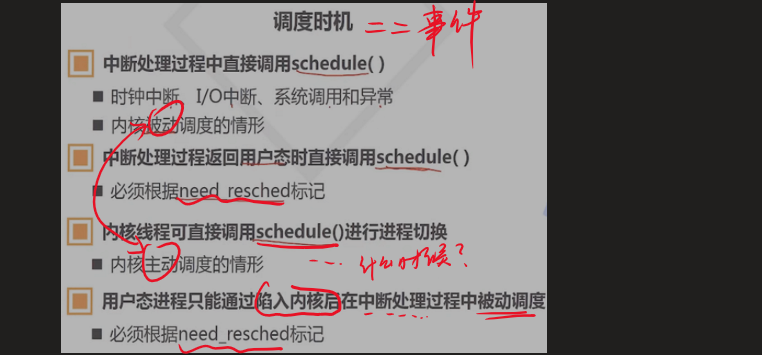 调度时机 == 事件
中断处理过程中直接调用schedule()
■ 时钟中断、I/O中断、系统调用和异常
■ 内核被动调度的情形
中断处理过程返回用户态时直接调用schedule()
■ 必须根据need_resched标记
内核线程可直接调用schedule()进行进程切换
■ 内核主动调度的情形 ---- 什么时候?
用户态进程只能通过陷入内核后在中断处理过程中被动调度
■ 必须根据need_resched标记